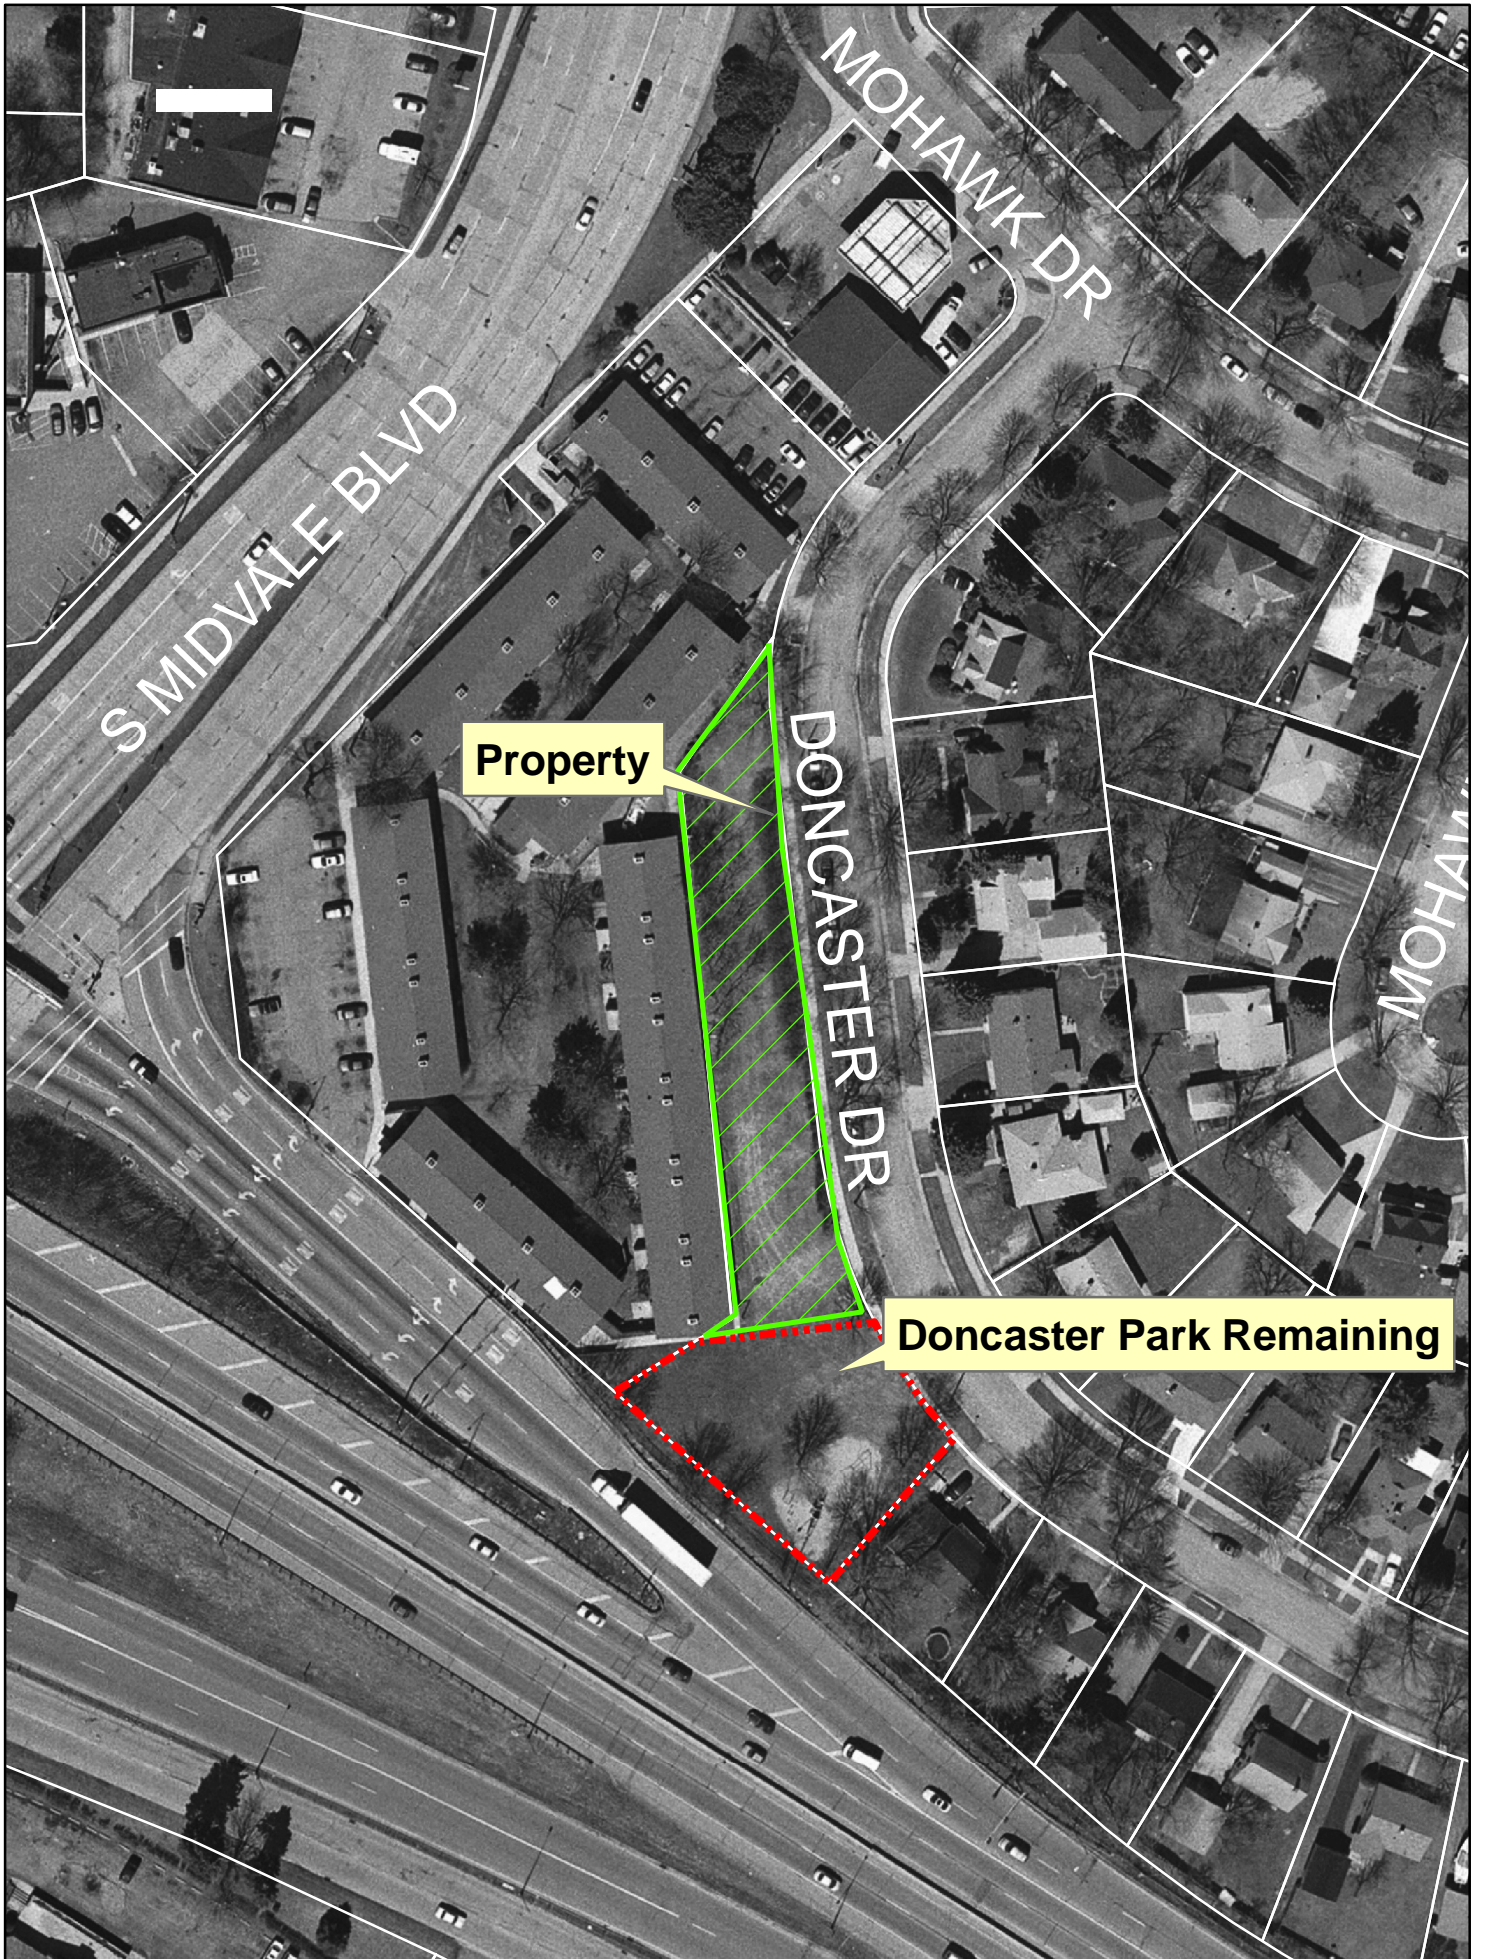 MOHAWK DR
S MIDVALE BLVD
Property
DONCASTER DR
MOHAW
Doncaster Park Remaining